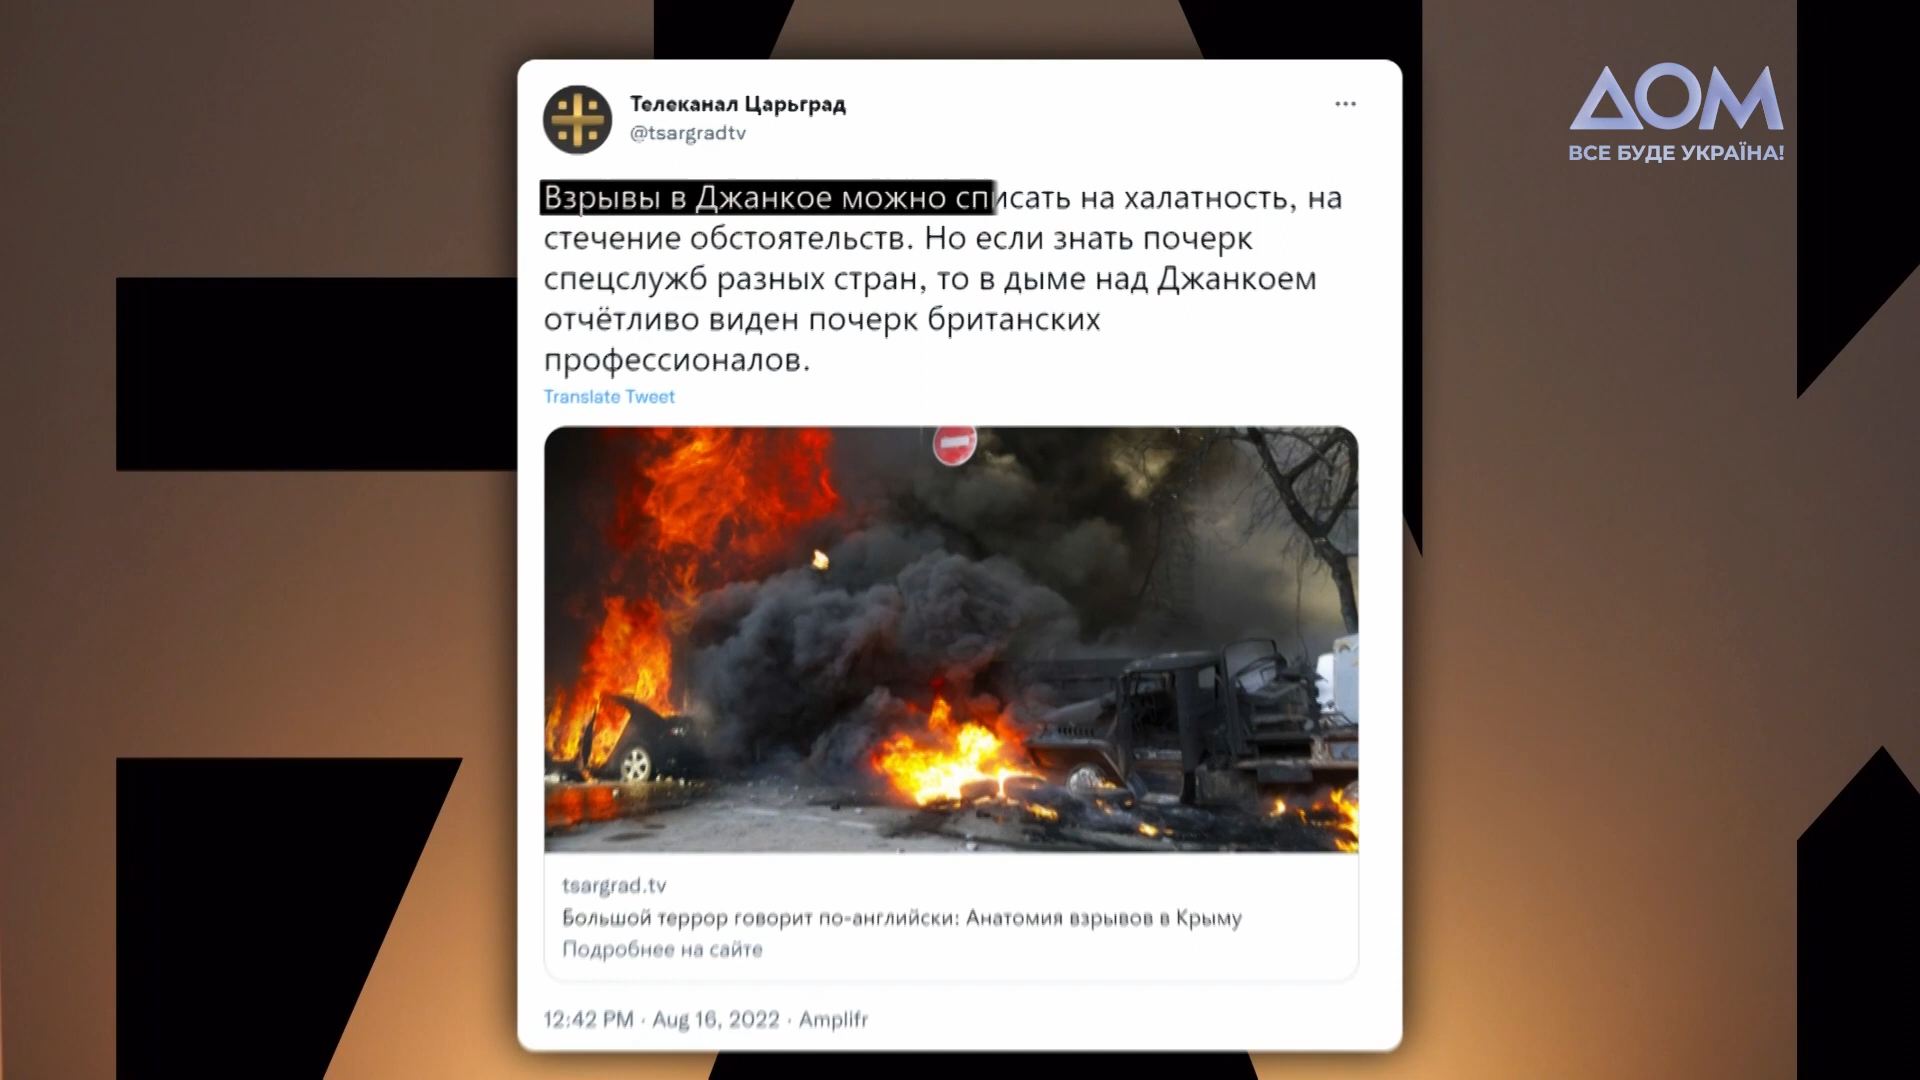 ДОМ
ВСЕ БУДЕ УКРАЇНА!
Телеканал Царьград
@tsargradtv
Взрывы в Джанкое можно списать на халатность, на
стечение обстоятельств. Но если знать почерк
спецслужб разных стран, то в дыме над Джанкоем
отчётливо виден почерк британских
профессионалов.
Translate Tweet
tsargrad.tv
Большой террор говорит по-английски: Анатомия взрывов в Крыму
Подробнее на сайте
12:42 PM · Aug 16, 2022 · Amplifr